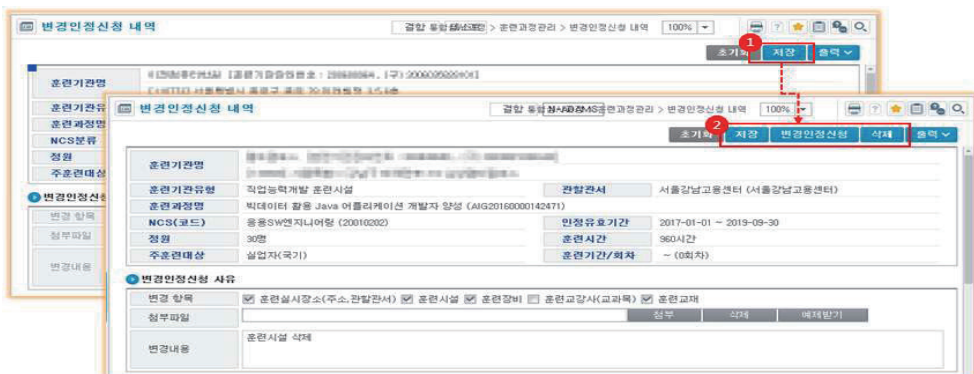 변경인정신청 내역
> 훈련과정관리 > 변경인정신청 내역 100%
1
초기화 저장 출력
훈련기관명
훈련기관유
훈련과정명
NCS분류
정원
주훈련대상
변경인정신청
변경 항목
첨부파일
변경내용
변경인정신청 내역
훈련과정관리 > 변경인정신청 내역 100%
2
초기화 저장 변경인정신청 삭제 출력
훈련기관명
훈련기관유형 직업능력개발 훈련시설 관할관서 서울강남고용센터 (서울강남고용센터)
훈련과정명 빅데이터 활용 Java 어플리케이션 개발자 양성 (AIG20160000142471)
NCS(코드) 응용SW엔지니어링 (20010202) 인정유효기간 2017-01-01 ~ 2019-09-30
정원 30명 훈련시간 960시간
주훈련대상 실업자(국기) 훈련기간/회차 ~ (0회차)
변경인정신청 사유
변경 항목 훈련실시장소(주소,관할관서) 훈련시설 훈련장비 훈련교강사(교과목) 훈련교재
첨부파일 첨부 삭제 예제받기
변경내용 훈련시설 삭제